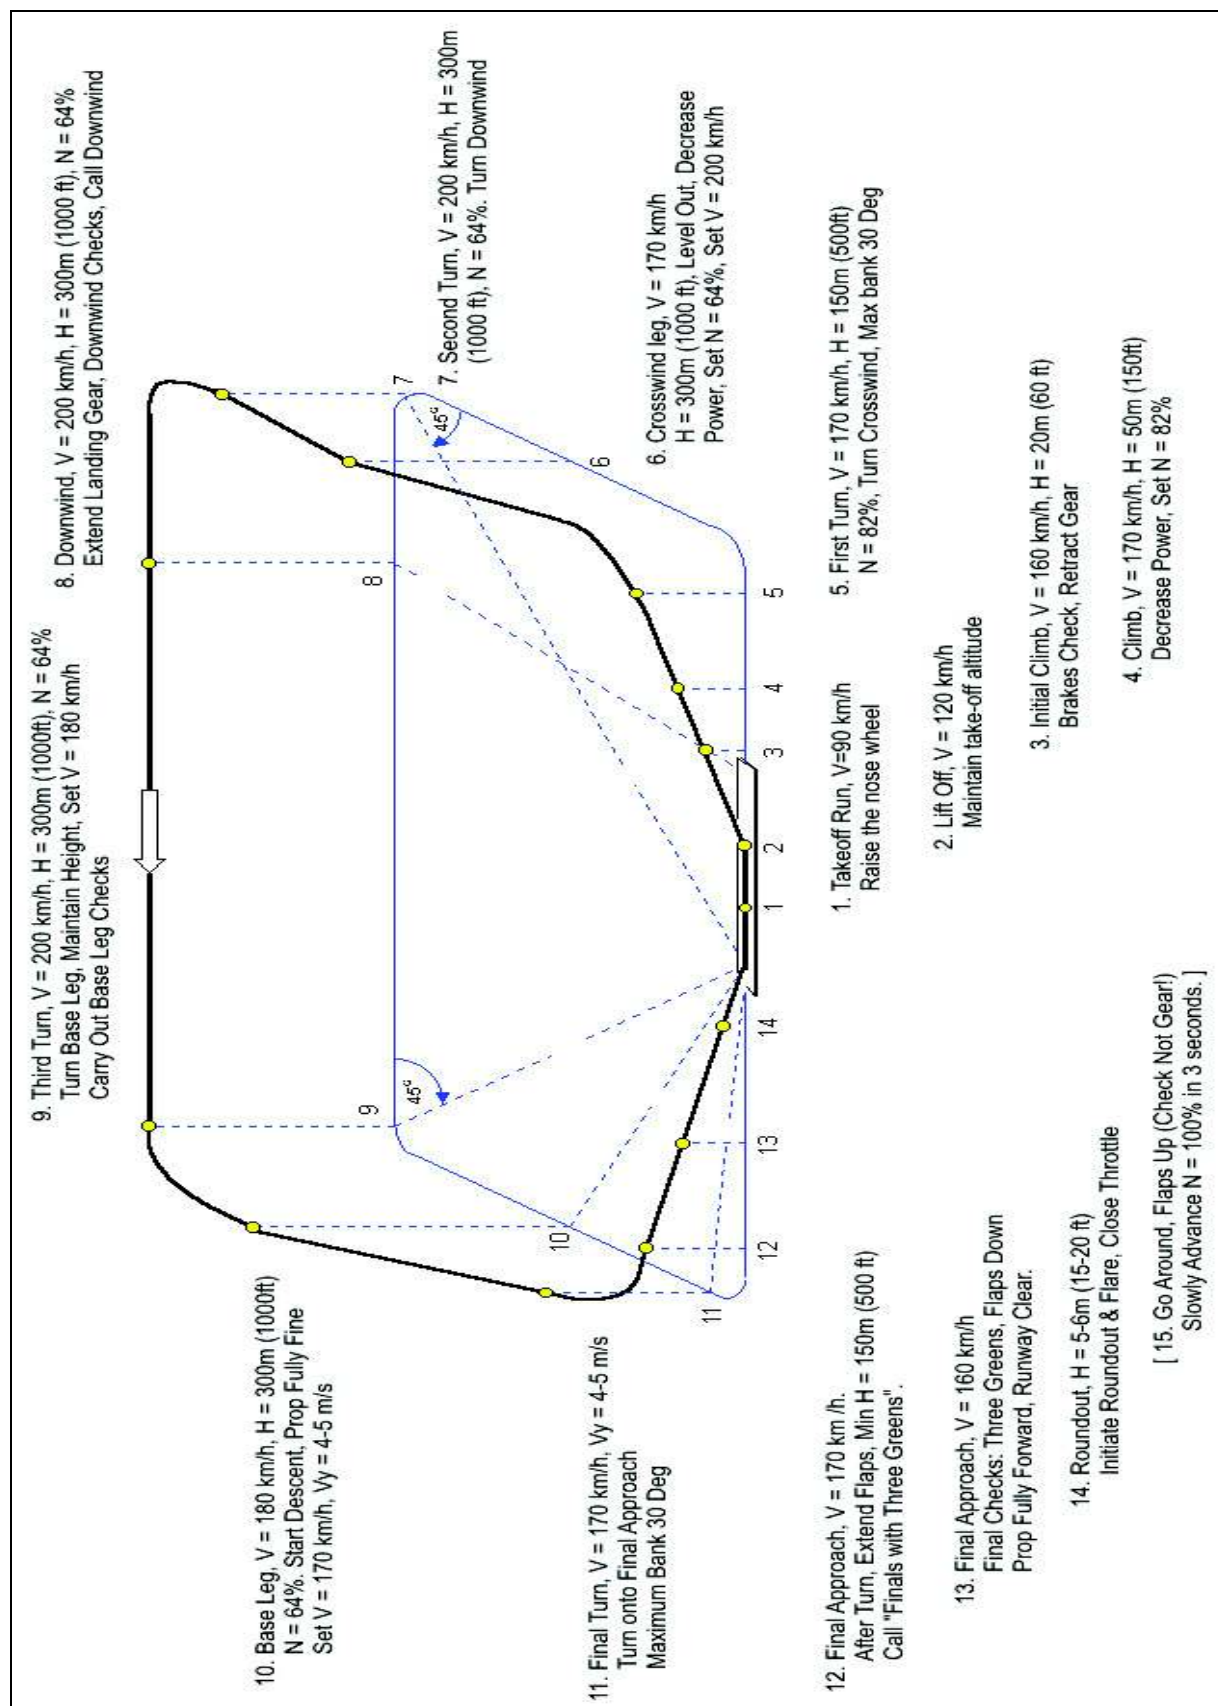 9. Third Turn, V = 200 km/h, H = 300m (1000ft), N = 64%
Turn Base Leg, Maintain Height, Set V = 180 km/h
Carry Out Base Leg Checks
8. Downwind, V = 200 km/h, H = 300m (1000 ft), N = 64%
Extend Landing Gear, Downwind Checks, Call Downwind
10. Base Leg, V = 180 km/h, H = 300m (1000ft)
N = 64%. Start Descent, Prop Fully Fine
Set V = 170 km/h, Vy = 4-5 m/s
9
45°
8
7
45°
7. Second Turn, V = 200 km/h, H = 300m
(1000 ft), N = 64%. Turn Downwind
10
6
11. Final Turn, V = 170 km/h, Vy = 4-5 m/s
Turn onto Final Approach
Maximum Bank 30 Deg
6. Crosswind leg, V = 170 km/h
H = 300m (1000 ft), Level Out, Decrease
Power, Set N = 64%, Set V = 200 km/h
11
12
13
14
1
2
3
4
5
12. Final Approach, V = 170 km /h.
After Turn, Extend Flaps, Min H = 150m (500 ft)
Call "Finals with Three Greens".
1. Takeoff Run, V=90 km/h
Raise the nose wheel
5. First Turn, V = 170 km/h, H = 150m (500ft)
N = 82%, Turn Crosswind, Max bank 30 Deg
13. Final Approach, V = 160 km/h
Final Checks: Three Greens, Flaps Down
Prop Fully Forward, Runway Clear.
2. Lift Off, V = 120 km/h
Maintain take-off altitude
14. Roundout, H = 5-6m (15-20 ft)
Initiate Roundout & Flare, Close Throttle
3. Initial Climb, V = 160 km/h, H = 20m (60 ft)
Brakes Check, Retract Gear
[ 15. Go Around, Flaps Up (Check Not Gear!)
Slowly Advance N = 100% in 3 seconds. ]
4. Climb, V = 170 km/h, H = 50m (150ft)
Decrease Power, Set N = 82%